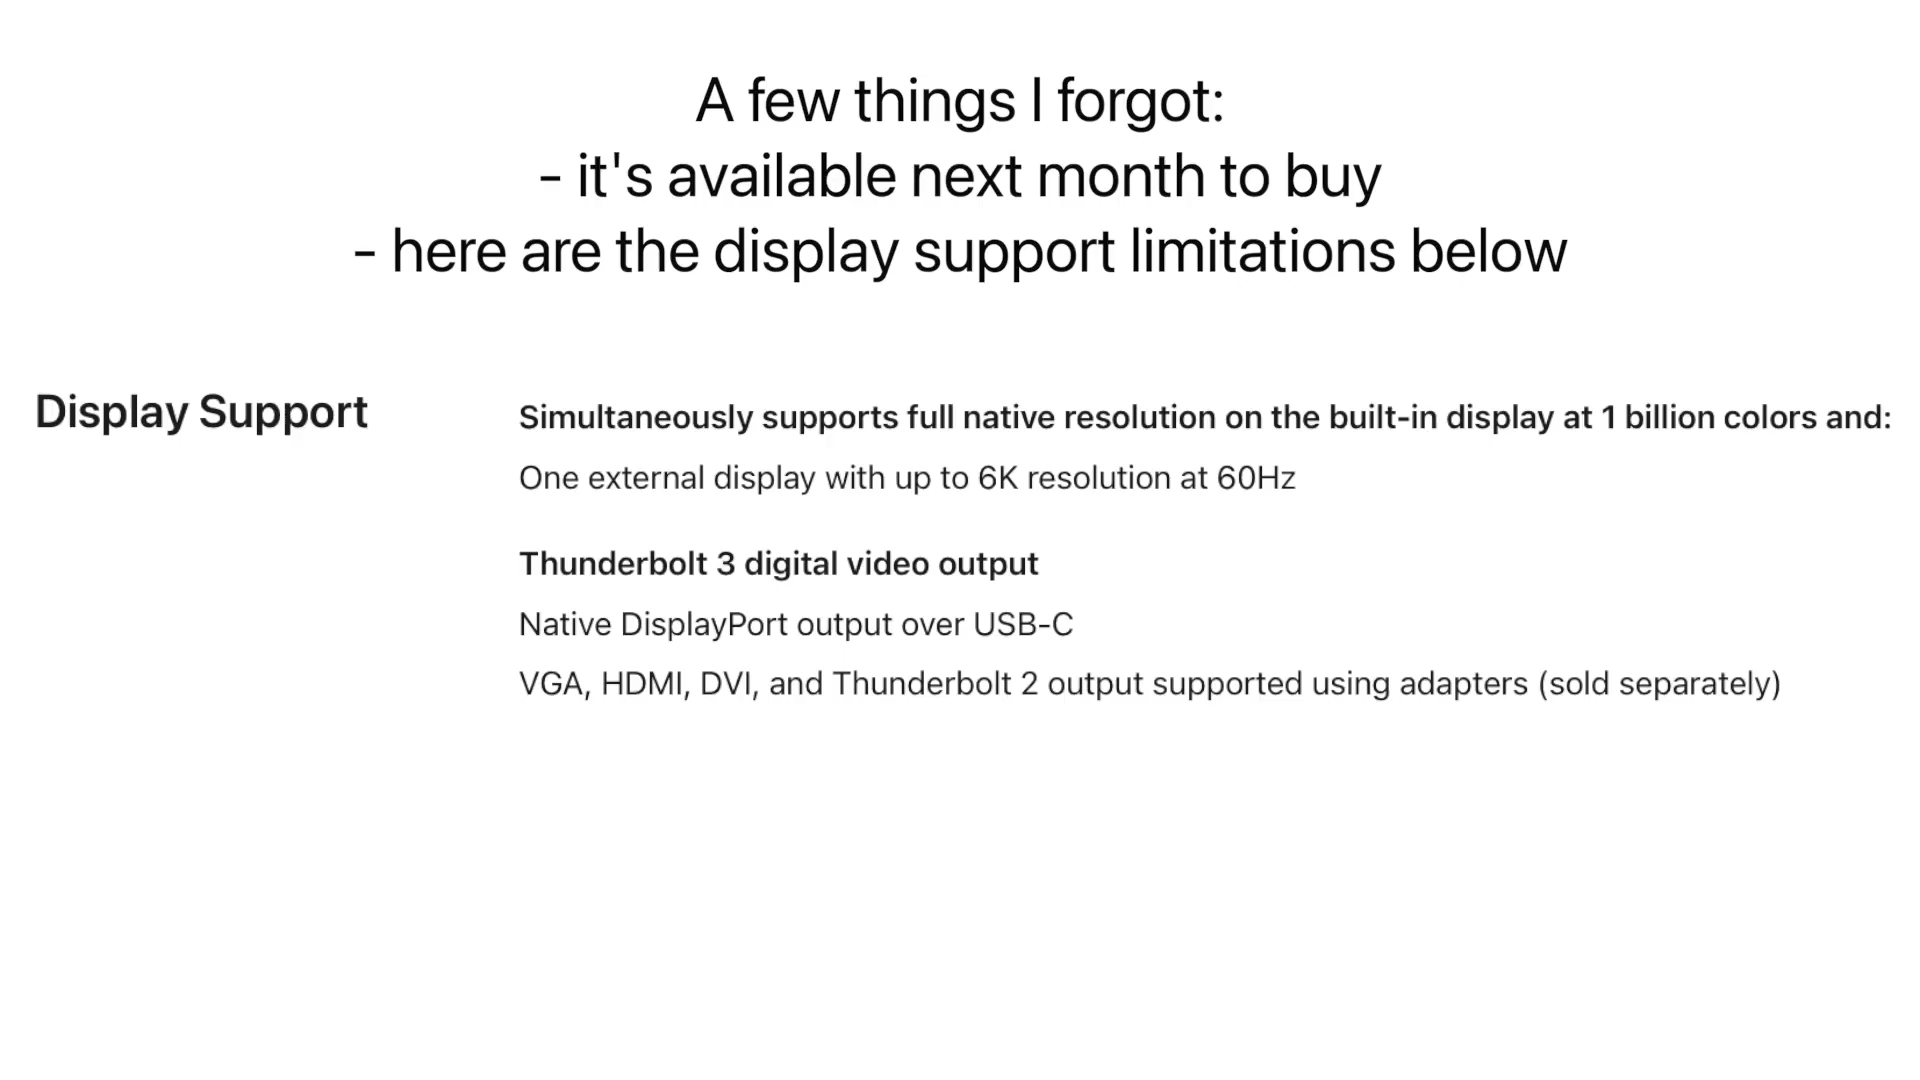 A few things I forgot:
- it's available next month to buy
- here are the display support limitations below
Display Support
Simultaneously supports full native resolution on the built-in display at 1 billion colors and:
One external display with up to 6K resolution at 60Hz
Thunderbolt 3 digital video output
Native DisplayPort output over USB-C
VGA, HDMI, DVI, and Thunderbolt 2 output supported using adapters (sold separately)